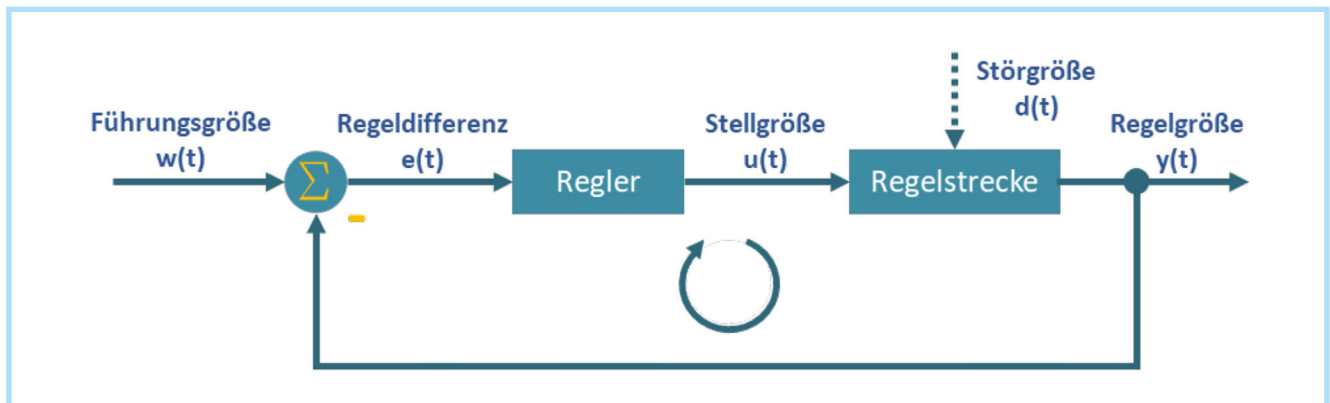 Führungsgröße
w(t)
Σ
-
Regeldifferenz
e(t)
Regler
Stellgröße
u(t)
Störgröße
d(t)
Regelstrecke
Regelgröße
y(t)